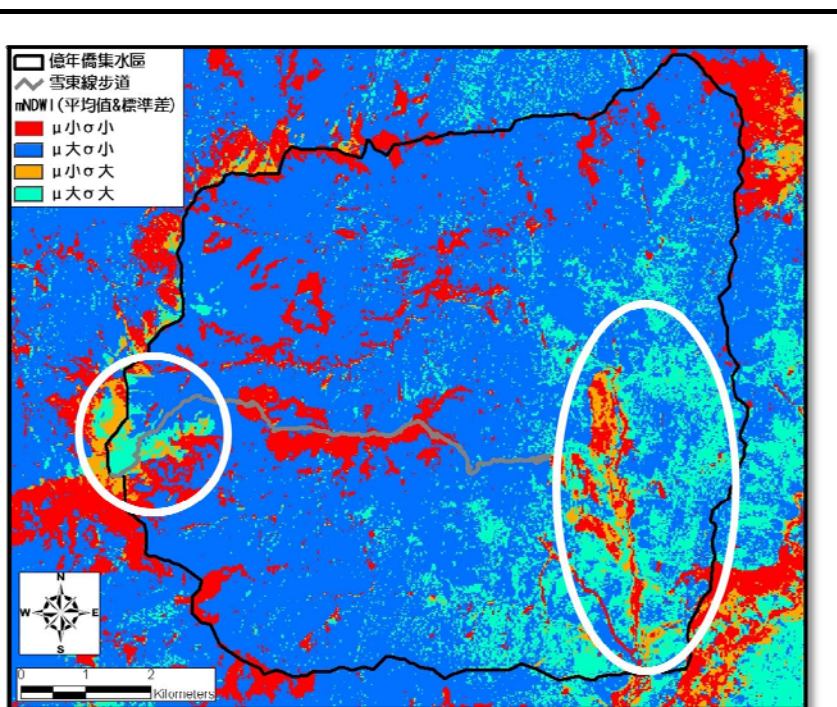 億年僑集水區
雪東線步道
mNDWI(平均值&標準差)
μ小σ小
μ大σ小
μ小σ大
μ大σ大
N
W E
S
0 1 2
Kilometers